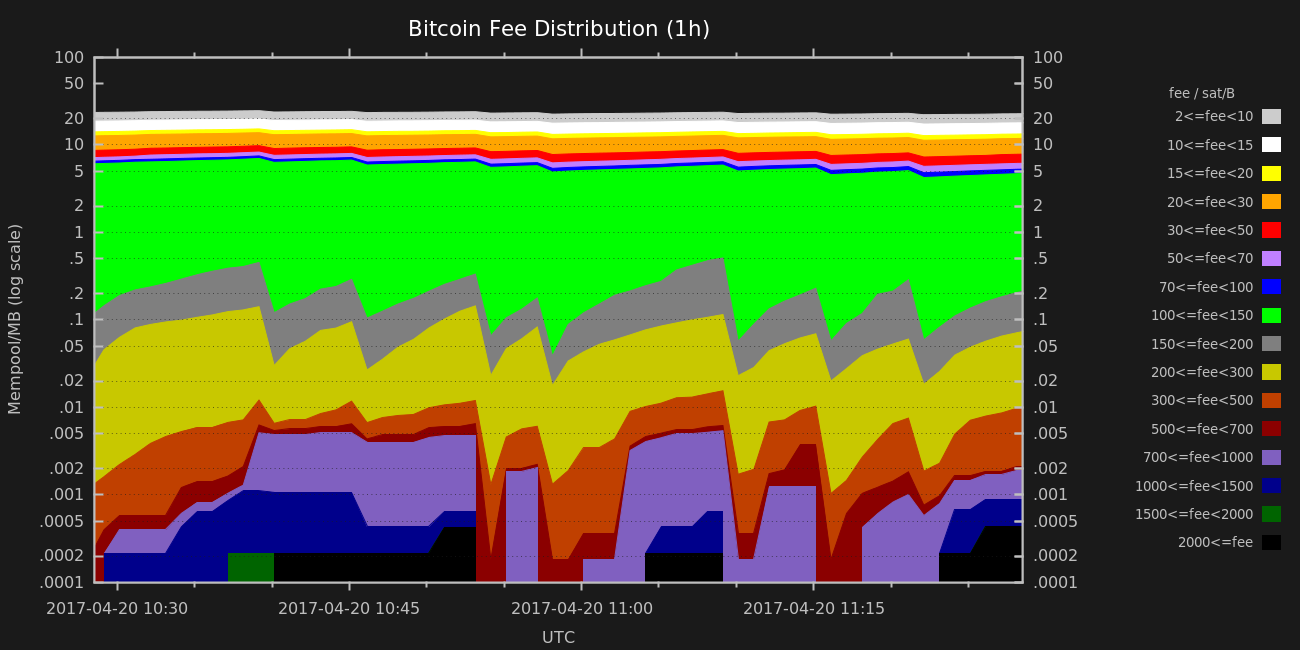 Bitcoin Fee Distribution (1h)
100 100
50 50
20 20
10 10
5 5
2 2
1 1
.5 .5
.2 .2
.1 .1
.05 .05
.02 .02
.01 .01
.005 .005
.002 .002
.001 .001
.0005 .0005
.0002 .0002
.0001 .0001
Mempool/MB (log scale)
2017-04-20 10:30 2017-04-20 10:45 2017-04-20 11:00 2017-04-20 11:15
UTC
fee / sat/B
2<=fee<10
10<=fee<15
15<=fee<20
20<=fee<30
30<=fee<50
50<=fee<70
70<=fee<100
100<=fee<150
150<=fee<200
200<=fee<300
300<=fee<500
500<=fee<700
700<=fee<1000
1000<=fee<1500
1500<=fee<2000
2000<=fee